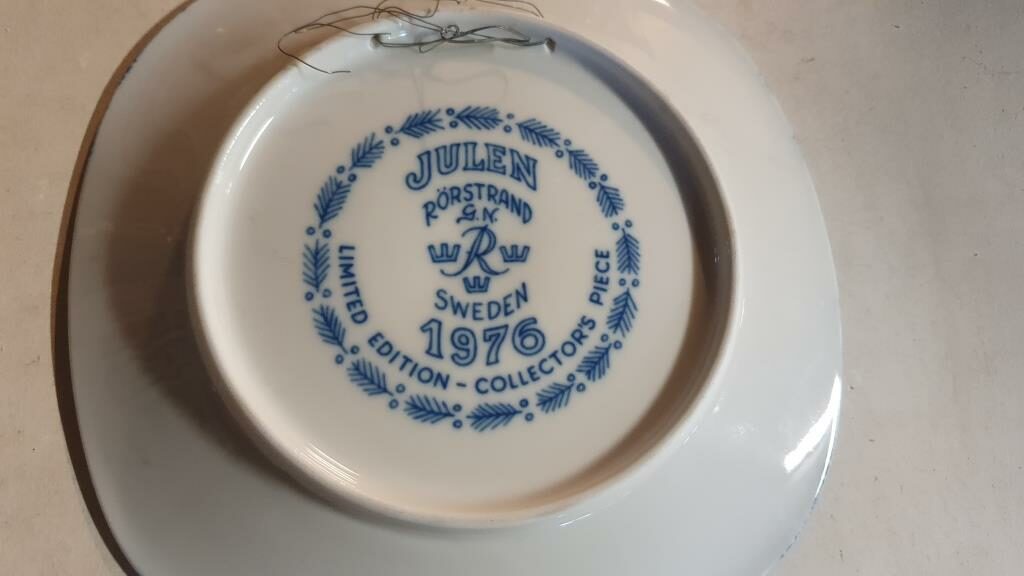 JULEN
RÖRSTRAND
G.N.
R
SWEDEN
1976
LIMITED EDITION - COLLECTOR'S PIECE